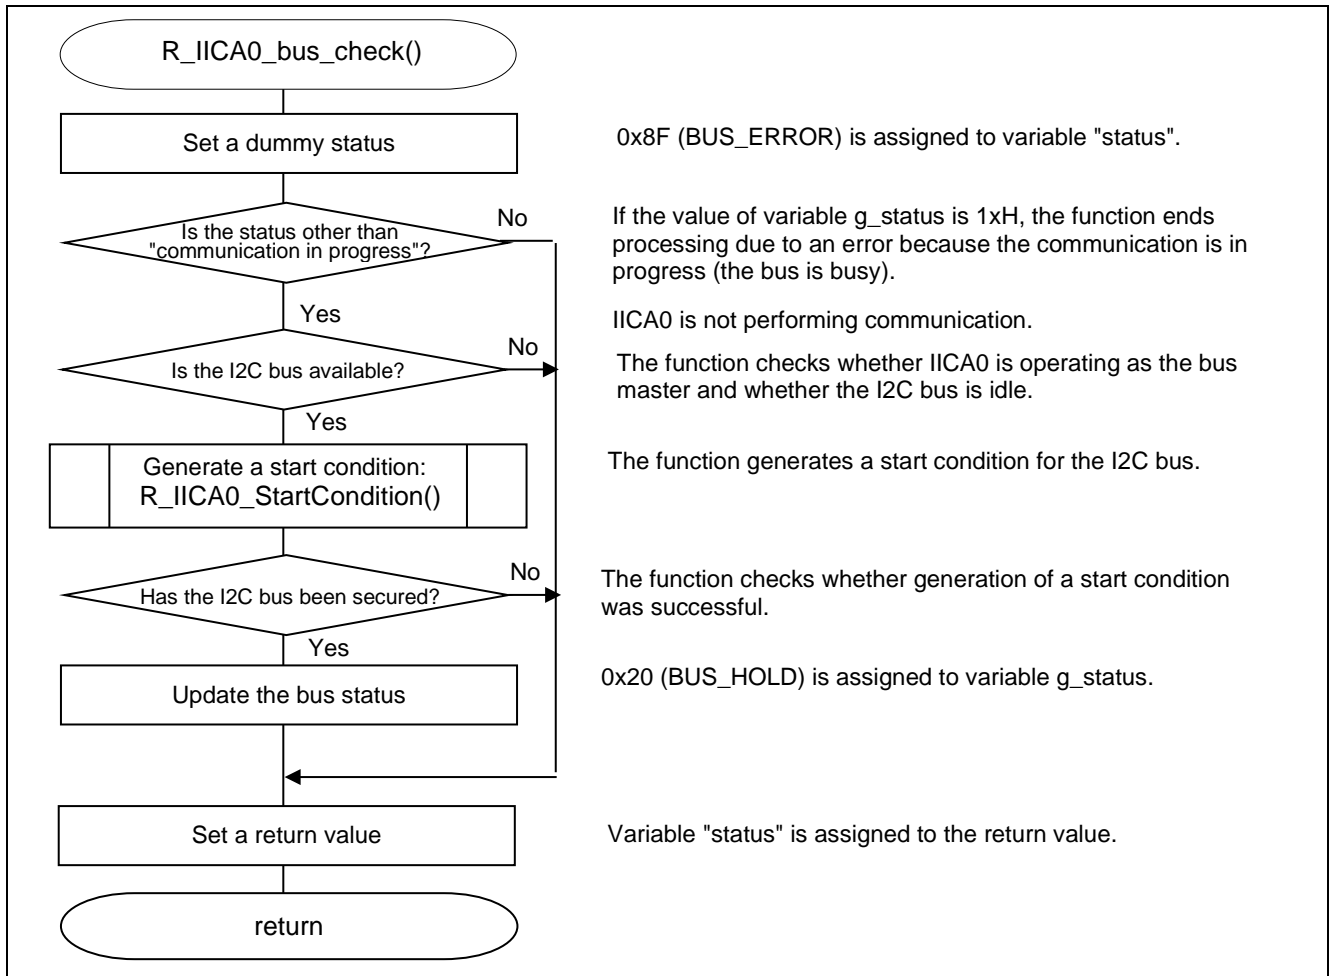 R_IICA0_bus_check()
Set a dummy status
0x8F (BUS_ERROR) is assigned to variable "status".
Is the status other than
"communication in progress"?
No
If the value of variable g_status is 1xH, the function ends
processing due to an error because the communication is in
progress (the bus is busy).
Yes
IICA0 is not performing communication.
Is the I2C bus available?
No
The function checks whether IICA0 is operating as the bus
master and whether the I2C bus is idle.
Yes
Generate a start condition:
R_IICA0_StartCondition()
The function generates a start condition for the I2C bus.
Has the I2C bus been secured?
No
The function checks whether generation of a start condition
was successful.
Yes
Update the bus status
0x20 (BUS_HOLD) is assigned to variable g_status.
Set a return value
Variable "status" is assigned to the return value.
return